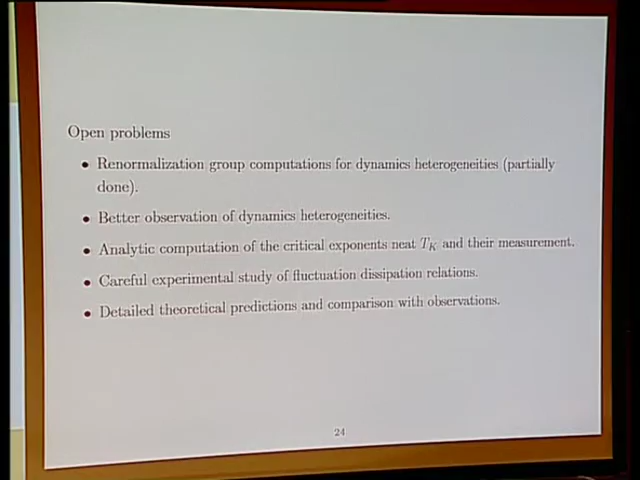 Open problems
• Renormalization group computations for dynamics heterogeneities (partially
done).
• Better observation of dynamics heterogeneities.
• Analytic computation of the critical exponents neat T_K and their measurement.
• Careful experimental study of fluctuation dissipation relations.
• Detailed theoretical predictions and comparison with observations.
24